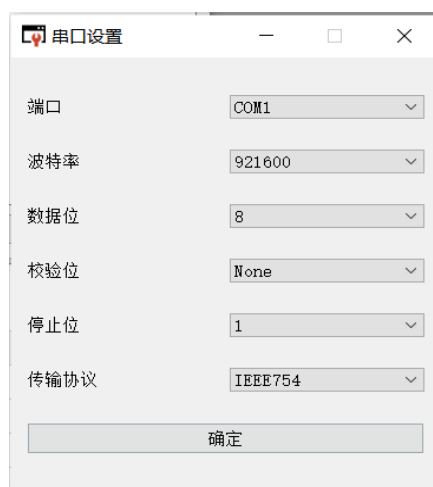 串口设置
端口 COM1
波特率 921600
数据位 8
校验位 None
停止位 1
传输协议 IEEE754
确定